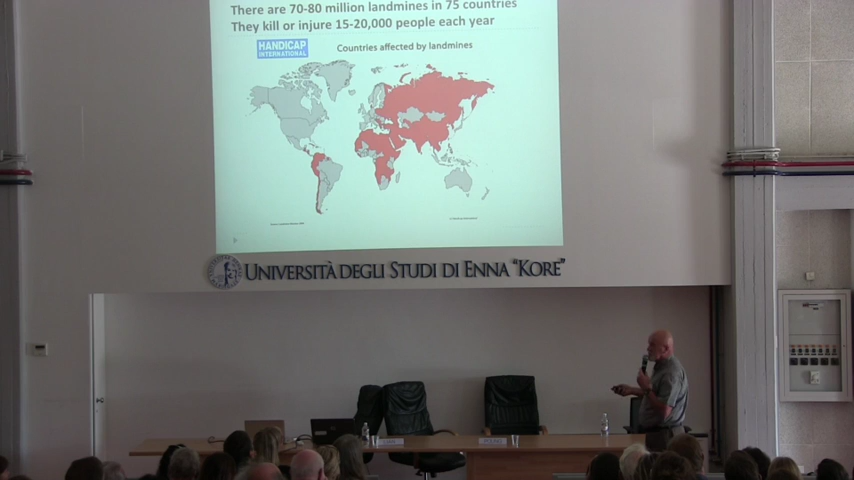 There are 70-80 million landmines in 75 countries
They kill or injure 15-20,000 people each year
HANDICAP
INTERNATIONAL
Countries affected by landmines
UNIVERSITÀ DEGLI STUDI DI ENNA "KORE"